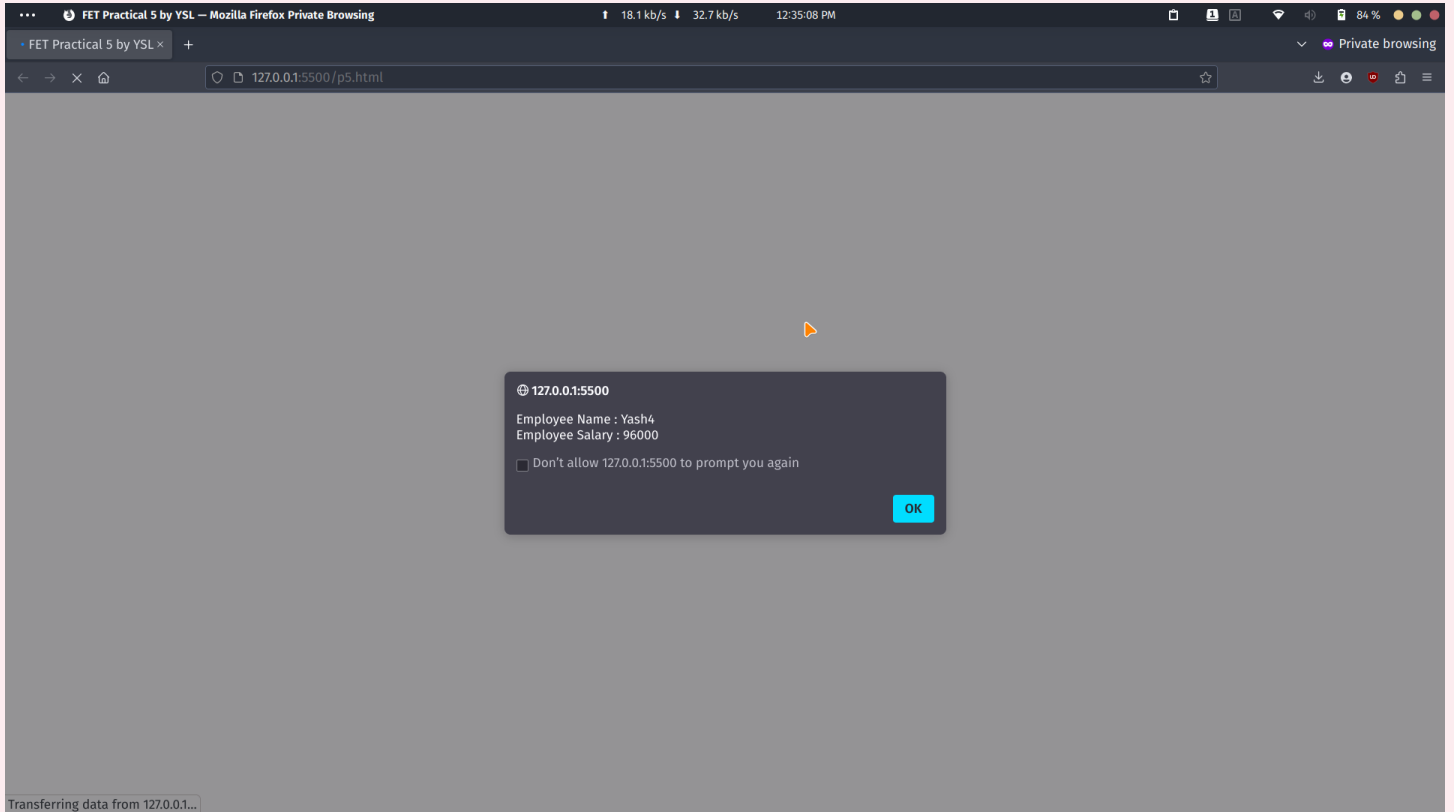 FET Practical 5 by YSL — Mozilla Firefox Private Browsing
18.1 kb/s 32.7 kb/s
12:35:08 PM
1 A
84 %
FET Practical 5 by YSL
Private browsing
127.0.0.1:5500/p5.html
127.0.0.1:5500
Employee Name : Yash4
Employee Salary : 96000
Don’t allow 127.0.0.1:5500 to prompt you again
OK
Transferring data from 127.0.0.1...